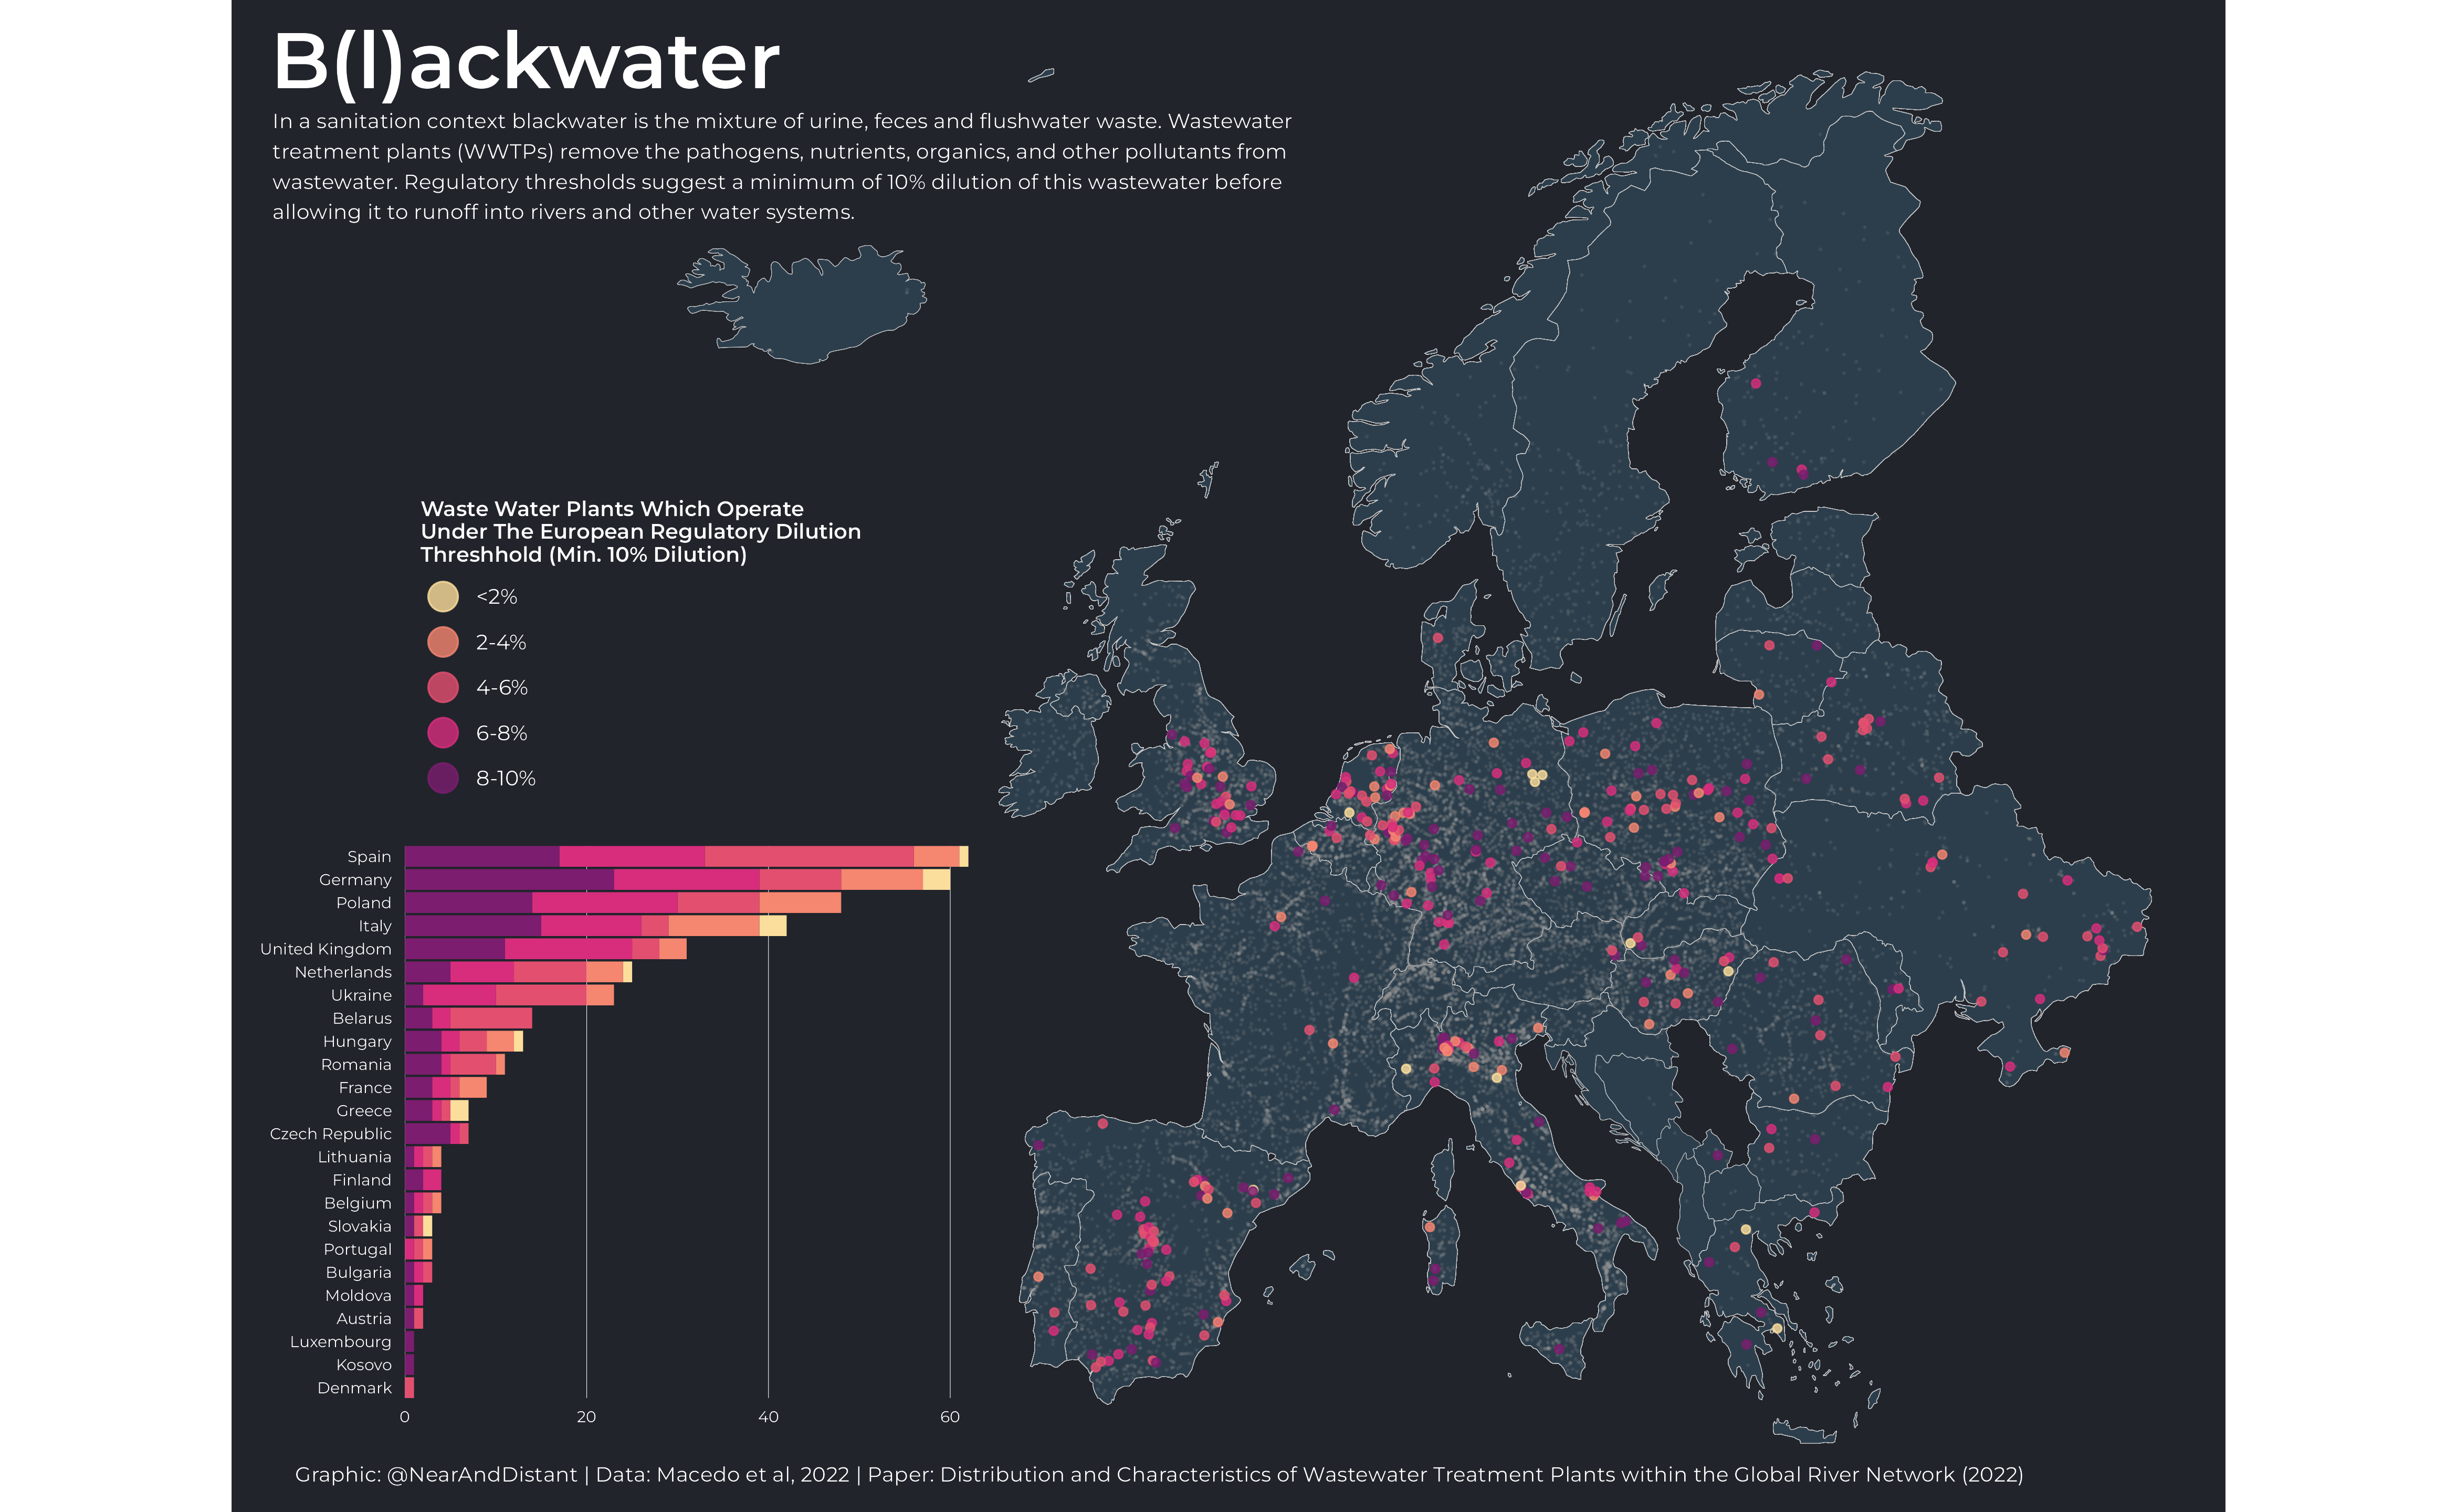 B(l)ackwater
In a sanitation context blackwater is the mixture of urine, feces and flushwater waste. Wastewater
treatment plants (WWTPs) remove the pathogens, nutrients, organics, and other pollutants from
wastewater. Regulatory thresholds suggest a minimum of 10% dilution of this wastewater before
allowing it to runoff into rivers and other water systems.
Waste Water Plants Which Operate
Under The European Regulatory Dilution
Threshhold (Min. 10% Dilution)
<2%
2-4%
4-6%
6-8%
8-10%
Spain
Germany
Poland
Italy
United Kingdom
Netherlands
Ukraine
Belarus
Hungary
Romania
France
Greece
Czech Republic
Lithuania
Finland
Belgium
Slovakia
Portugal
Bulgaria
Moldova
Austria
Luxembourg
Kosovo
Denmark
0 20 40 60
Graphic: @NearAndDistant | Data: Macedo et al, 2022 | Paper: Distribution and Characteristics of Wastewater Treatment Plants within the Global River Network (2022)